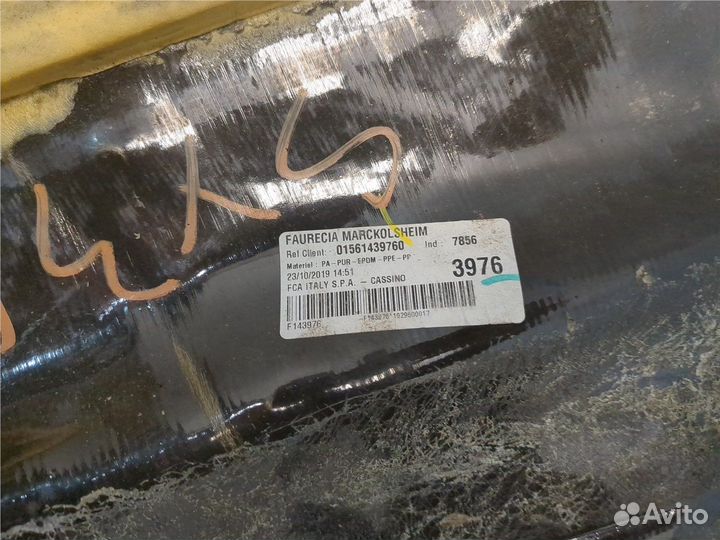 FAURECIA MARCKOLSHEIM
Ref Client: 01561439760 Ind: 7856
Materiel: PA-PUR-EPDM-PPE-PP
23/10/2019 14:51
3976
FCA ITALY S.P.A. - CASSINO
F143976
Avito